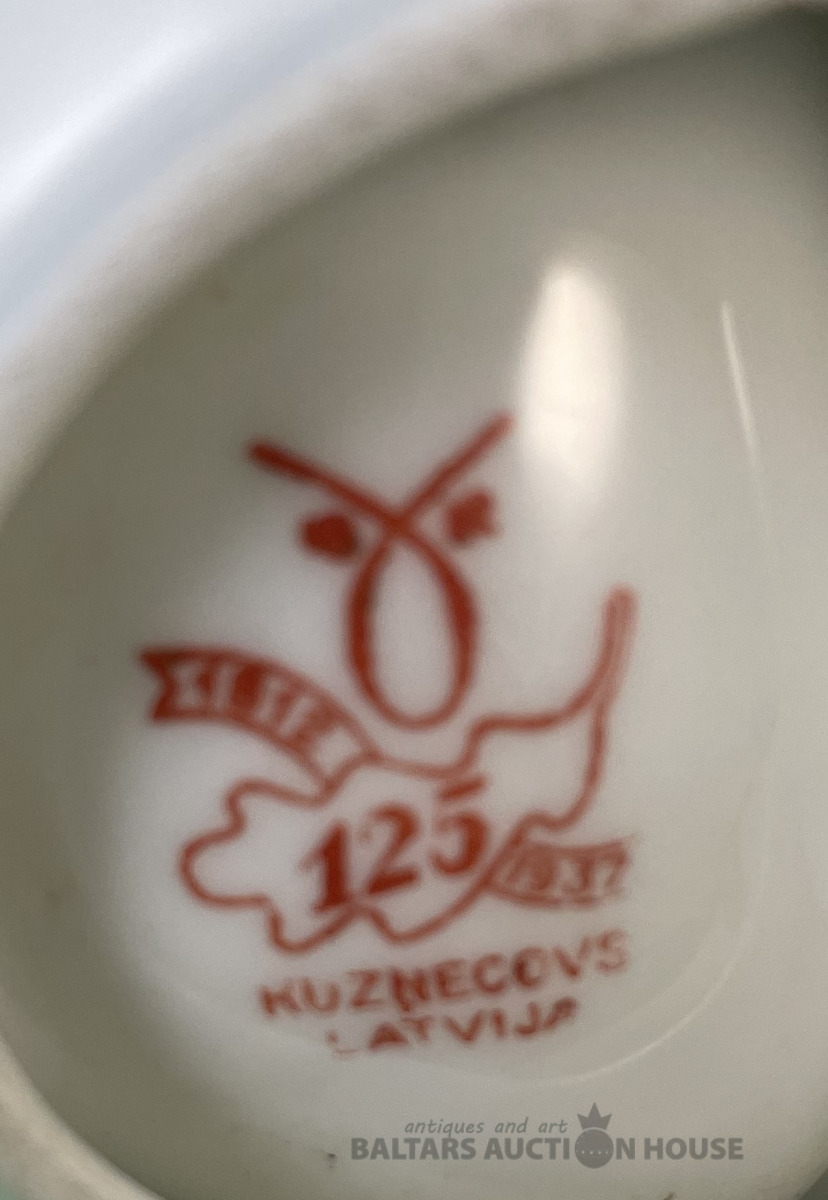 125
1937
KUZŅECOVS
LATVIJA
antiques and art
BALTARS AUCTION HOUSE